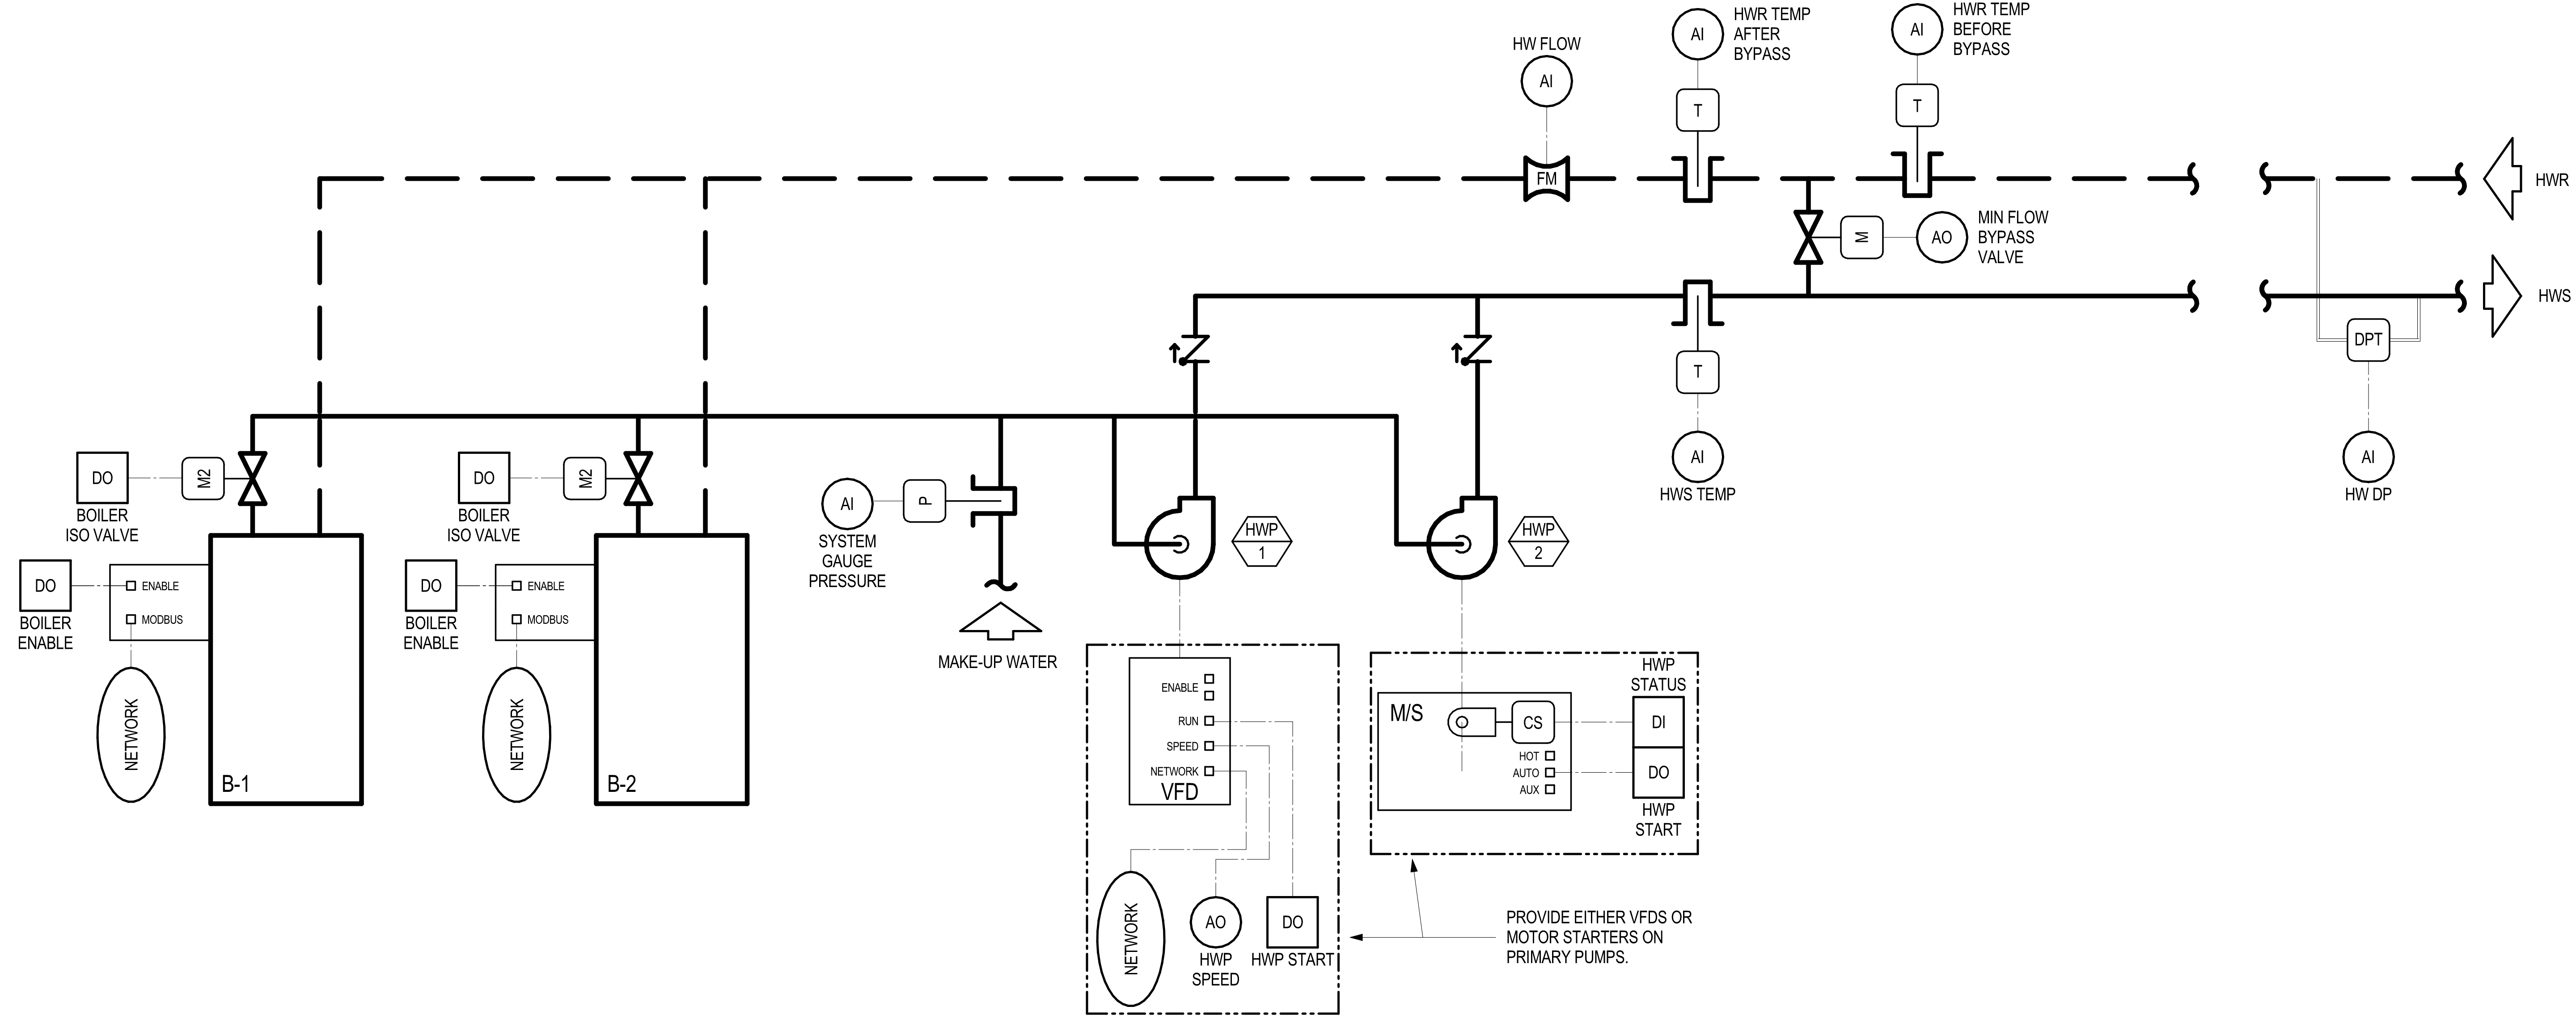 HWR TEMP
AFTER
BYPASS
AI
HWR TEMP
BEFORE
BYPASS
AI
HW FLOW
AI
T
T
FM
HWR
MIN FLOW
BYPASS
VALVE
M
AO
HWS
DPT
T
AI
HWS TEMP
AI
HW DP
DO
M2
BOILER
ISO VALVE
DO
M2
BOILER
ISO VALVE
AI
P
SYSTEM
GAUGE
PRESSURE
HWP
1
HWP
2
DO
ENABLE
MODBUS
BOILER
ENABLE
DO
ENABLE
MODBUS
BOILER
ENABLE
MAKE-UP WATER
NETWORK
B-1
NETWORK
B-2
ENABLE
RUN
SPEED
NETWORK
VFD
HWP
STATUS
M/S
CS
DI
HOT
AUTO
AUX
DO
HWP
START
NETWORK
AO
HWP
SPEED
DO
HWP START
PROVIDE EITHER VFDS OR
MOTOR STARTERS ON
PRIMARY PUMPS.